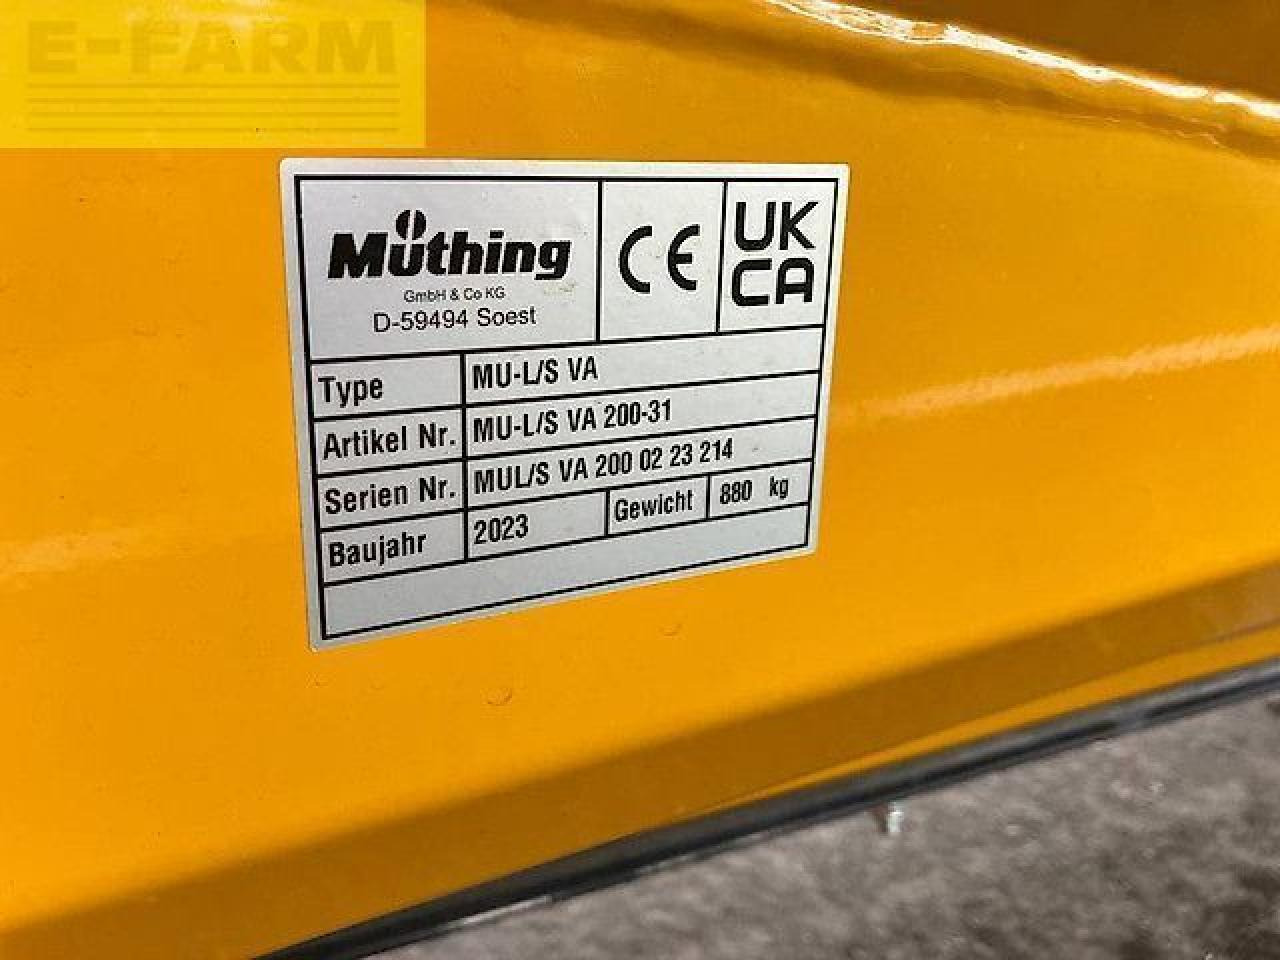 E-FARM
Müthing
GmbH & Co KG
D-59494 Soest
CE
UK
CA
Type MU-L/S VA
Artikel Nr. MU-L/S VA 200-31
Serien Nr. MUL/S VA 200 02 23 214
Baujahr 2023 Gewicht 880 kg